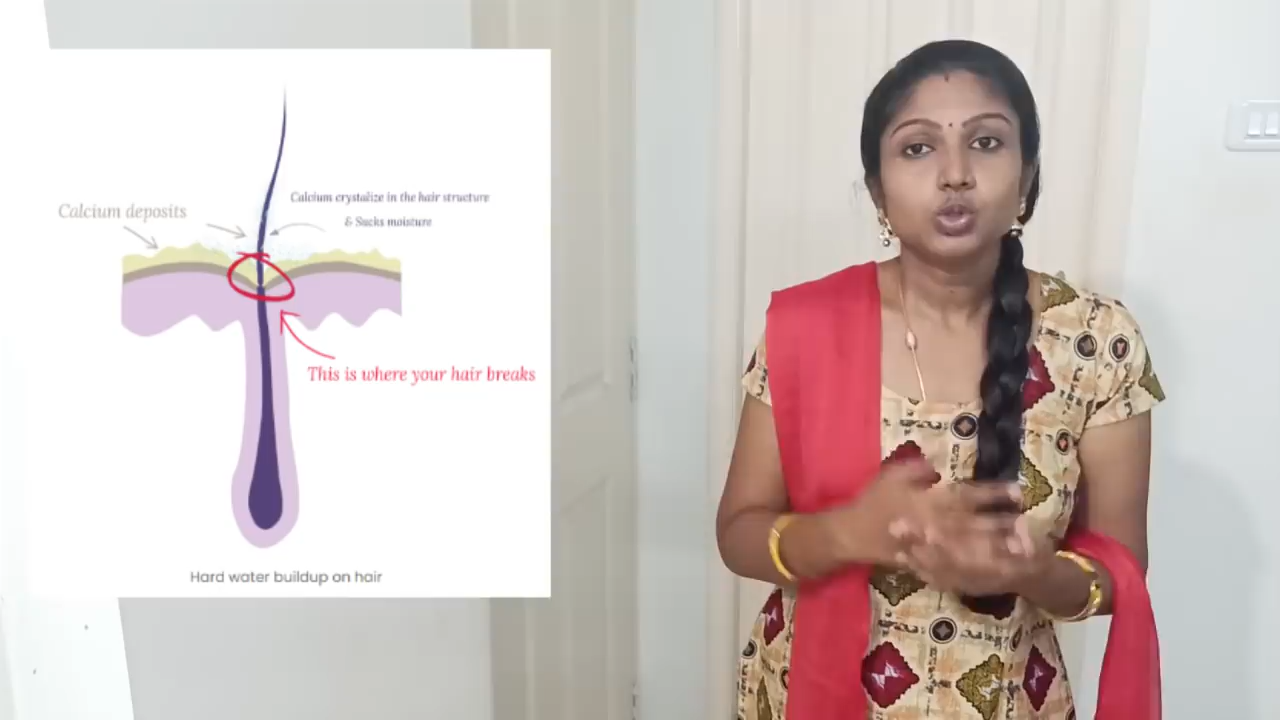 Calcium crystalize in the hair structure
& Sucks moisture
Calcium deposits
This is where your hair breaks
Hard water buildup on hair